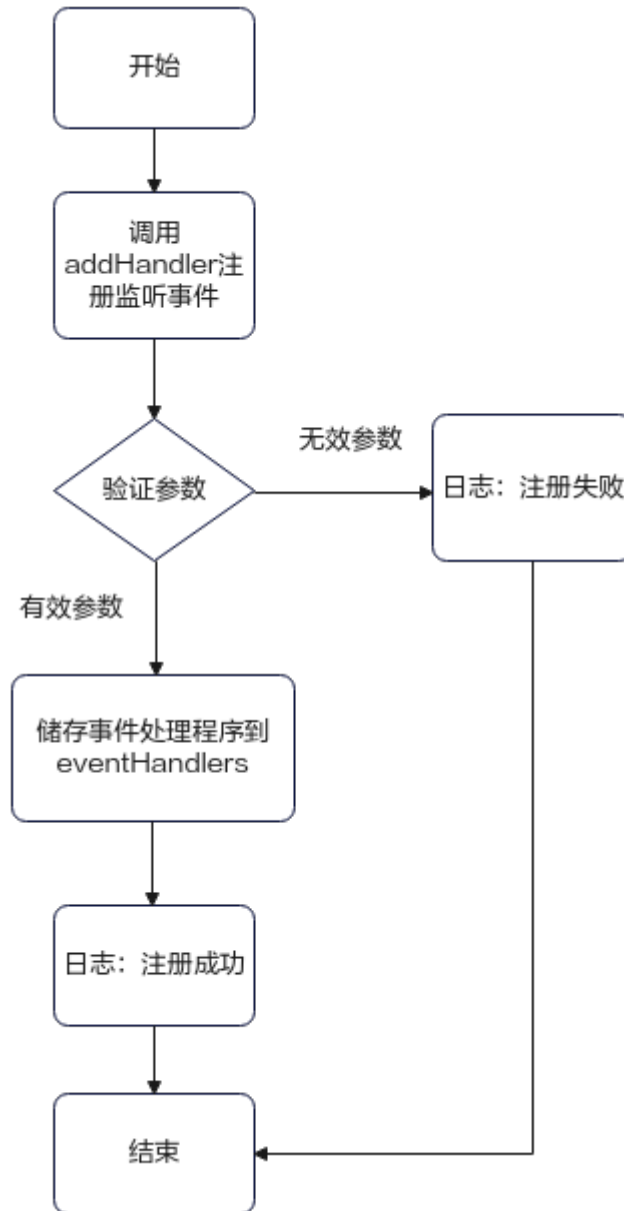 开始
调用
addHandler注
册监听事件
无效参数
验证参数
日志：注册失败
有效参数
储存事件处理程序到
eventHandlers
日志：注册成功
结束